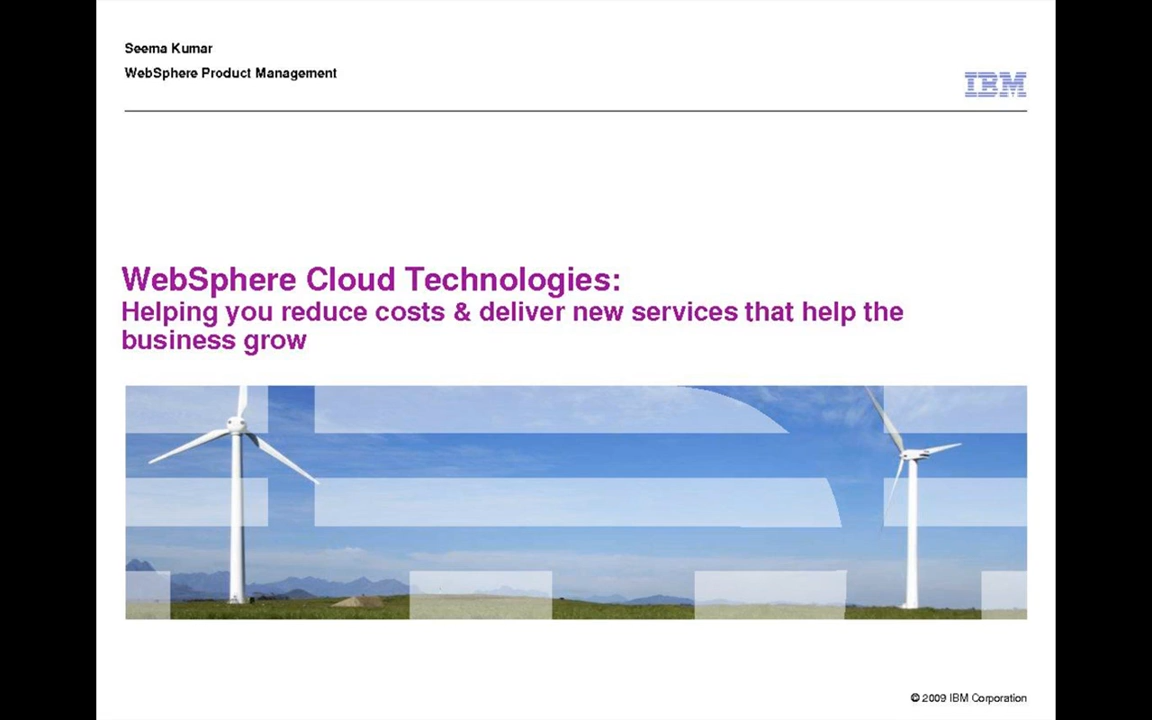 Seema Kumar
WebSphere Product Management
IBM
WebSphere Cloud Technologies:
Helping you reduce costs & deliver new services that help the
business grow
© 2009 IBM Corporation